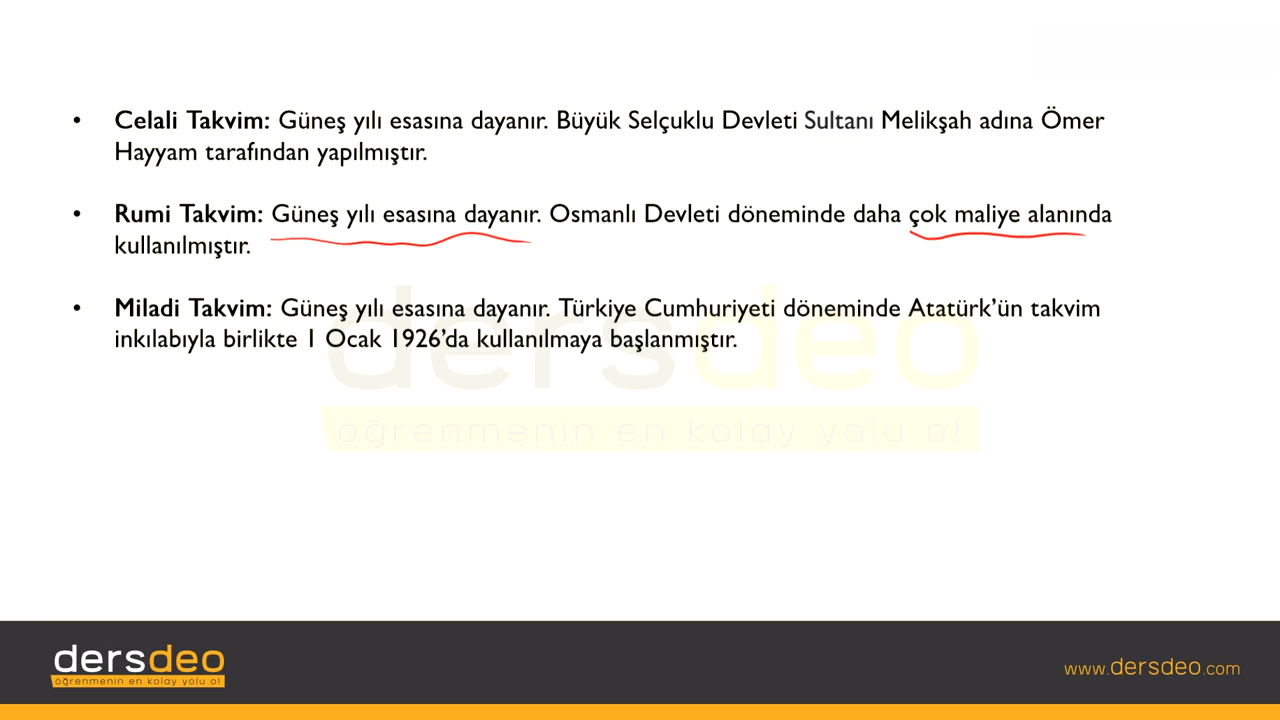 • Celali Takvim: Güneş yılı esasına dayanır. Büyük Selçuklu Devleti Sultanı Melikşah adına Ömer
Hayyam tarafından yapılmıştır.
• Rumi Takvim: Güneş yılı esasına dayanır. Osmanlı Devleti döneminde daha çok maliye alanında
kullanılmıştır.
• Miladi Takvim: Güneş yılı esasına dayanır. Türkiye Cumhuriyeti döneminde Atatürk'ün takvim
inkılabıyla birlikte 1 Ocak 1926'da kullanılmaya başlanmıştır.
dersdeo
öğrenmenin en kolay yolu o!
dersdeo
öğrenmenin en kolay yolu o!
www.dersdeo.com